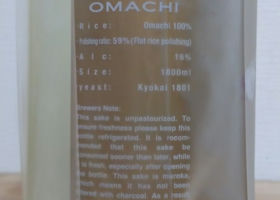 OMACHI
Rice: Omachi 100%
Polishing ratio: 59% (Flat rice polishing)
Alc: 16%
Size: 1800ml
yeast: Kyokai 1801
Brewers Note:
This sake is unpasteurized. To
ensure freshness please keep this
bottle refrigerated. It is recom-
mended that this sake be
consumed sooner than later, while
it is fresh, especially after opening
the bottle. This sake is muroka,
which means it has not been
filtered with charcoal. As a result